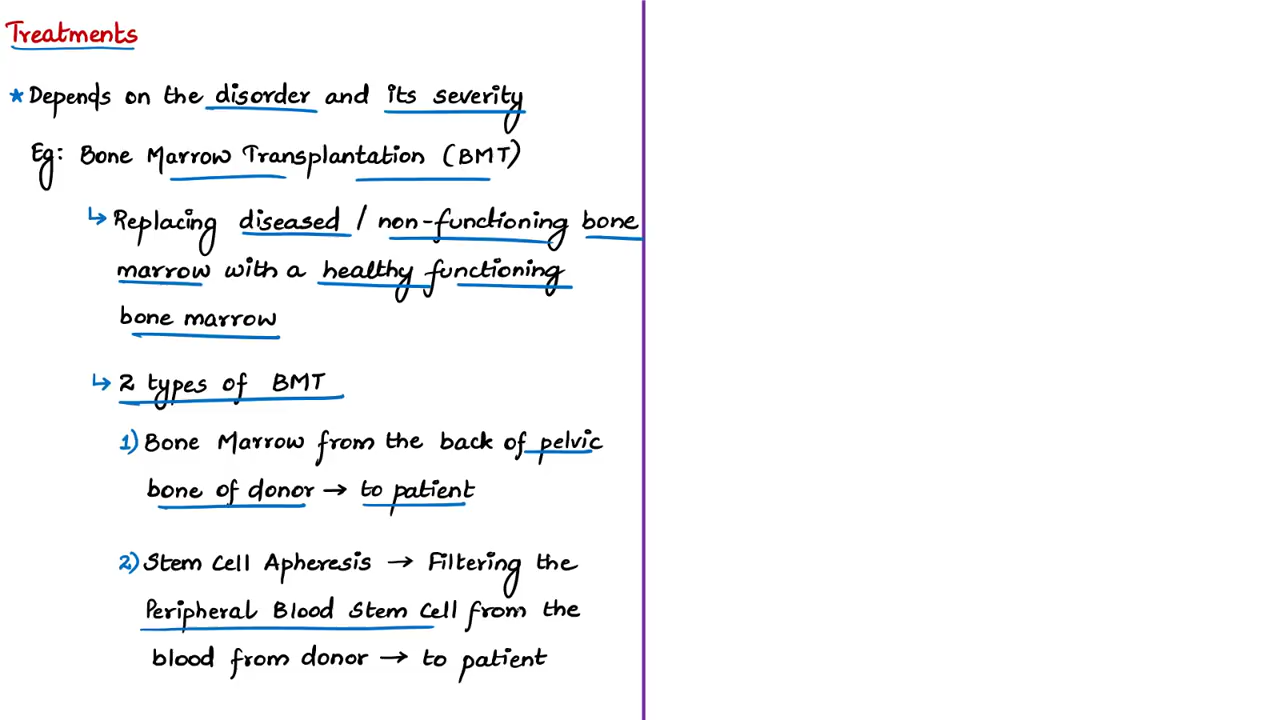 Treatments
* Depends on the disorder and its severity
Eg: Bone Marrow Transplantation (BMT)
↳ Replacing diseased / non-functioning bone
marrow with a healthy functioning
bone marrow
↳ 2 types of BMT
1) Bone Marrow from the back of pelvic
bone of donor → to patient
2) Stem Cell Apheresis → Filtering the
Peripheral Blood Stem Cell from the
blood from donor → to patient